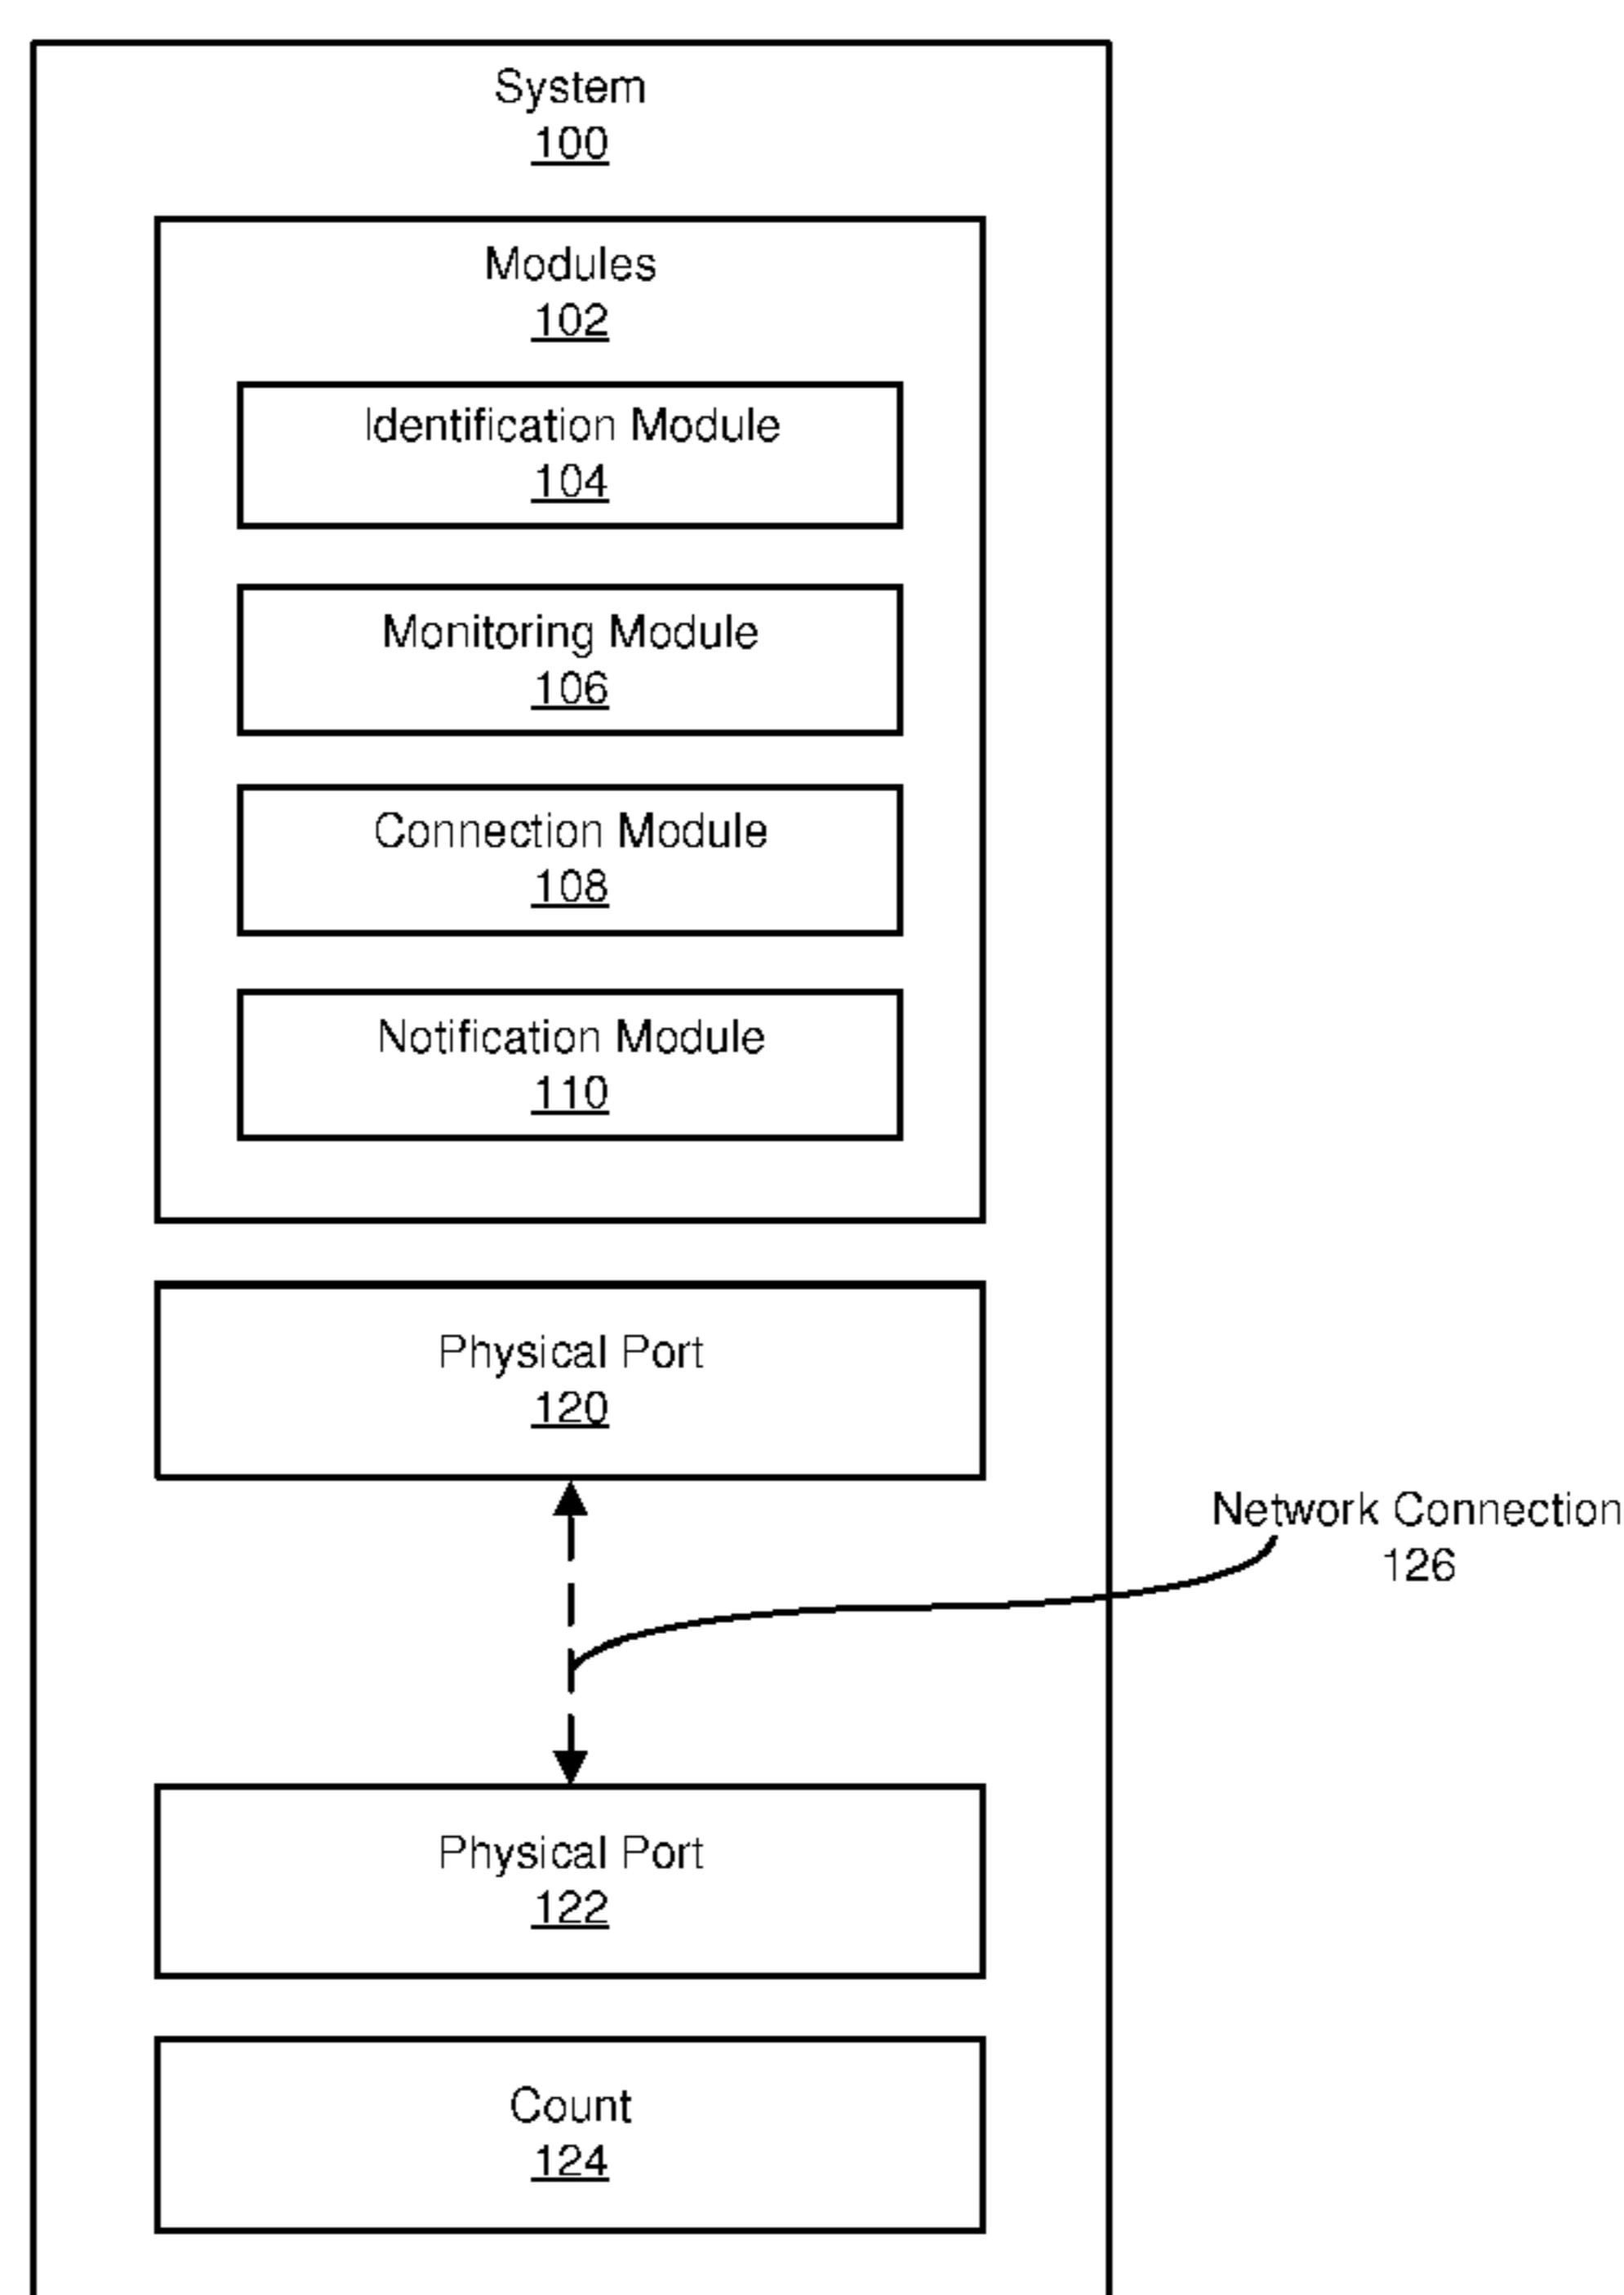 System
100
Modules
102
Identification Module
104
Monitoring Module
106
Connection Module
108
Notification Module
110
Physical Port
120
Network Connection
126
Physical Port
122
Count
124